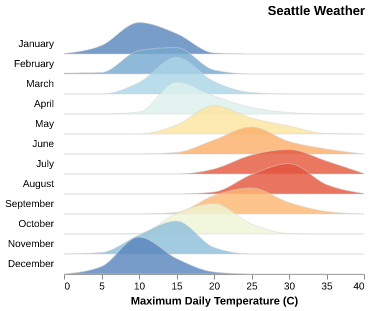 Seattle Weather
January
February
March
April
May
June
July
August
September
October
November
December
0 5 10 15 20 25 30 35 40
Maximum Daily Temperature (C)